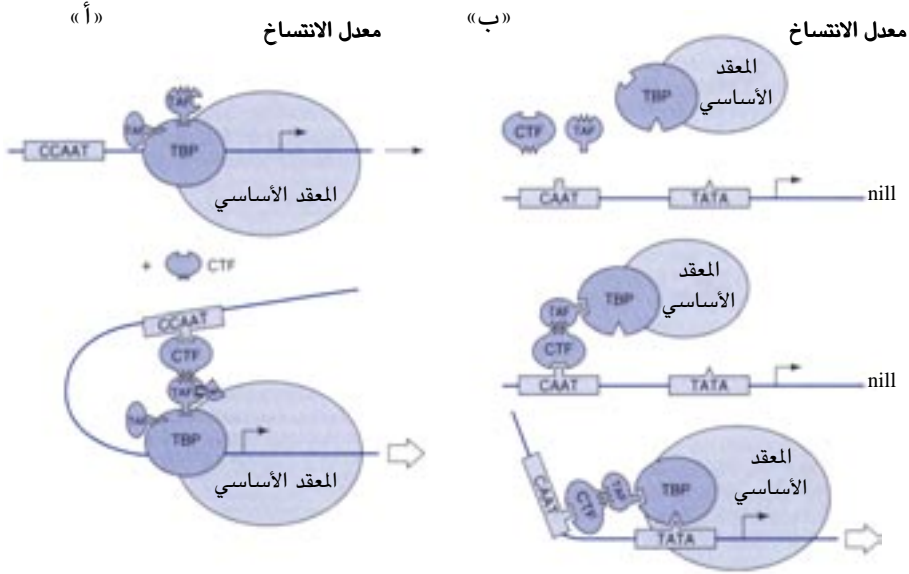 «أ»
معدل الانتساخ
TAF
TAF
CCAAT
TBP
المعقد الأساسي
+ CTF
CCAAT
CTF
TAF
TAF
TBP
المعقد الأساسي
«ب»
معدل الانتساخ
المعقد
الأساسي
TBP
CTF
TAF
CAAT
TATA
nill
المعقد
الأساسي
TBP
TAF
CTF
CAAT
TATA
nill
المعقد
الأساسي
TBP
TAF
CTF
CAAT
TATA